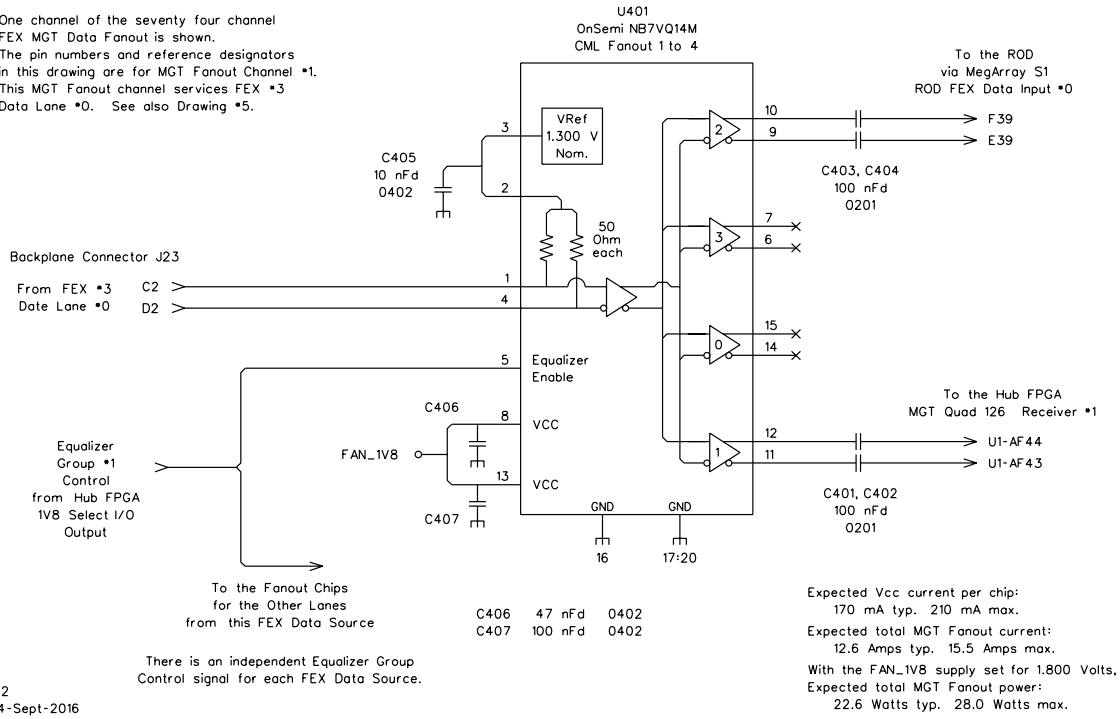 One channel of the seventy four channel
FEX MGT Data Fanout is shown.
The pin numbers and reference designators
in this drawing are for MGT Fanout Channel *1.
This MGT Fanout channel services FEX *3
Data Lane *0.   See also Drawing *5.
U401
OnSemi NB7VQ14M
CML Fanout 1 to 4
To the ROD
via MegArray S1
ROD FEX Data Input *0
VRef
1.300 V
Nom.
3
2
C405
10 nFd
0402
50
Ohm
each
2
10
9
F39
E39
C403, C404
100 nFd
0201
3
7
6
Backplane Connector J23
From FEX *3
Date Lane *0
C2
D2
1
4
0
15
14
5
Equalizer
Enable
To the Hub FPGA
MGT Quad 126   Receiver *1
C406
8
VCC
FAN_1V8
13
VCC
C407
1
12
11
U1-AF44
U1-AF43
C401, C402
100 nFd
0201
Equalizer
Group *1
Control
from Hub FPGA
1V8 Select I/O
Output
GND
GND
16
17:20
To the Fanout Chips
for the Other Lanes
from this FEX Data Source
C406   47 nFd   0402
C407   100 nFd   0402
Expected Vcc current per chip:
170 mA typ.   210 mA max.
Expected total MGT Fanout current:
12.6 Amps typ.   15.5 Amps max.
With the FAN_1V8 supply set for 1.800 Volts,
Expected total MGT Fanout power:
22.6 Watts typ.   28.0 Watts max.
There is an independent Equalizer Group
Control signal for each FEX Data Source.